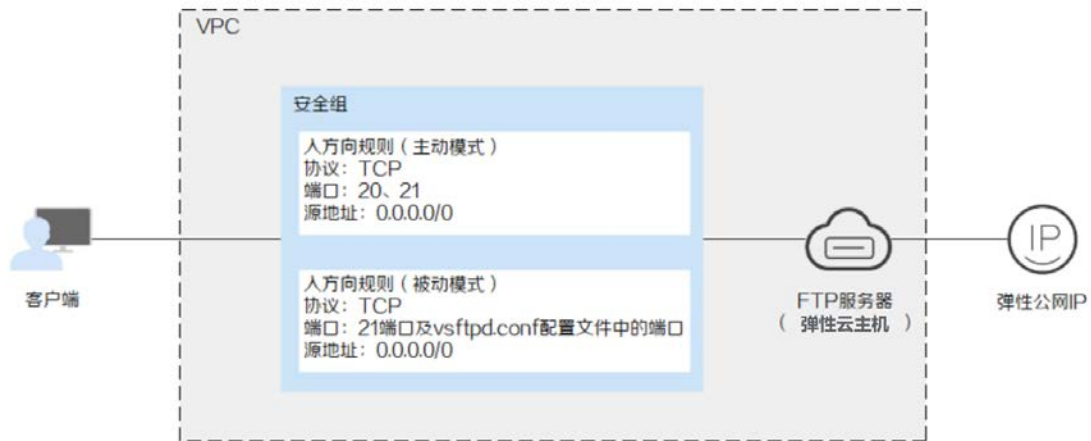 VPC
安全组
入方向规则（主动模式）
协议：TCP
端口：20、21
源地址：0.0.0.0/0
入方向规则（被动模式）
协议：TCP
端口：21端口及vsftpd.conf配置文件中的端口
源地址：0.0.0.0/0
客户端
FTP服务器
（ 弹性云主机 ）
IP
弹性公网IP